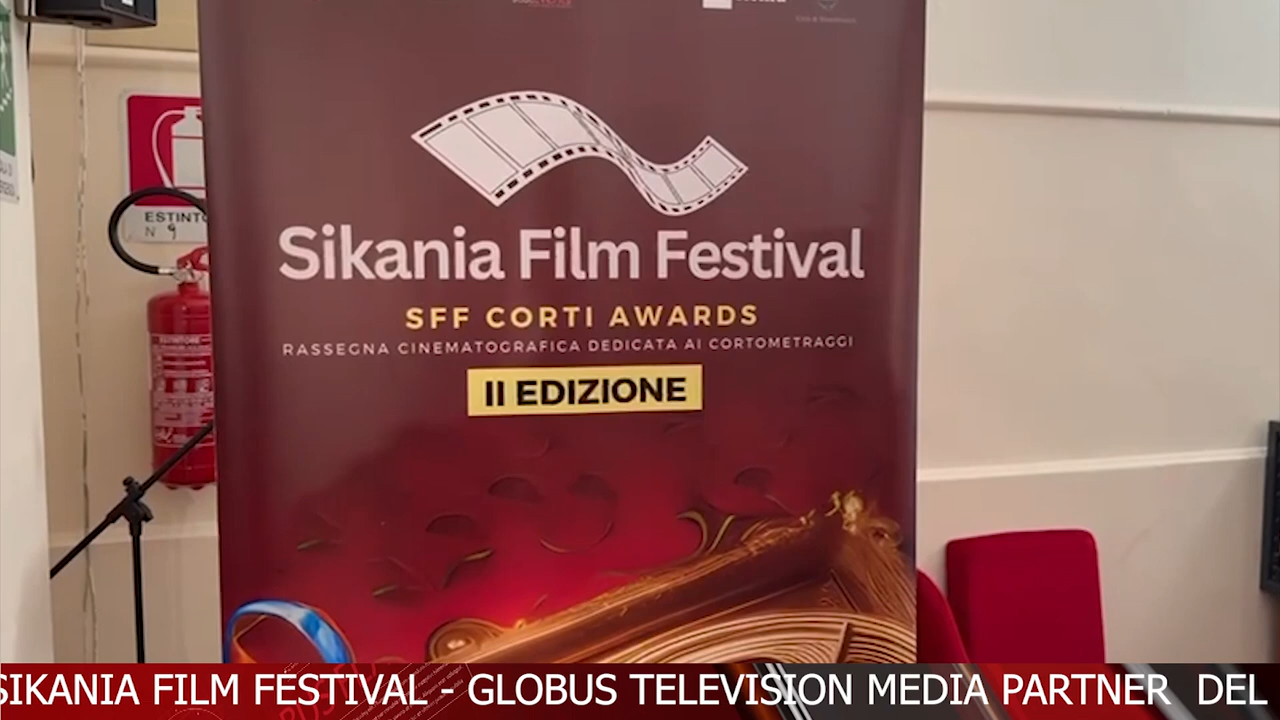 ESTINTO
N° 9
Sikania Film Festival
SFF CORTI AWARDS
RASSEGNA CINEMATOGRAFICA DEDICATA AI CORTOMETRAGGI
II EDIZIONE
SIKANIA FILM FESTIVAL - GLOBUS TELEVISION MEDIA PARTNER DEL